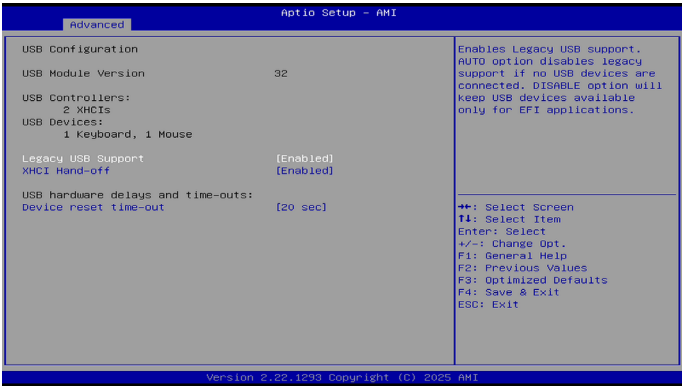 Aptio Setup - AMI
Advanced
USB Configuration
USB Module Version 32
USB Controllers:
2 XHCIs
USB Devices:
1 Keyboard, 1 Mouse
Legacy USB Support [Enabled]
XHCI Hand-off [Enabled]
USB hardware delays and time-outs:
Device reset time-out [20 sec]
Enables Legacy USB support.
AUTO option disables legacy
support if no USB devices are
connected. DISABLE option will
keep USB devices available
only for EFI applications.
→←: Select Screen
↑↓: Select Item
Enter: Select
+/-: Change Opt.
F1: General Help
F2: Previous Values
F3: Optimized Defaults
F4: Save & Exit
ESC: Exit
Version 2.22.1293 Copyright (C) 2025 AMI